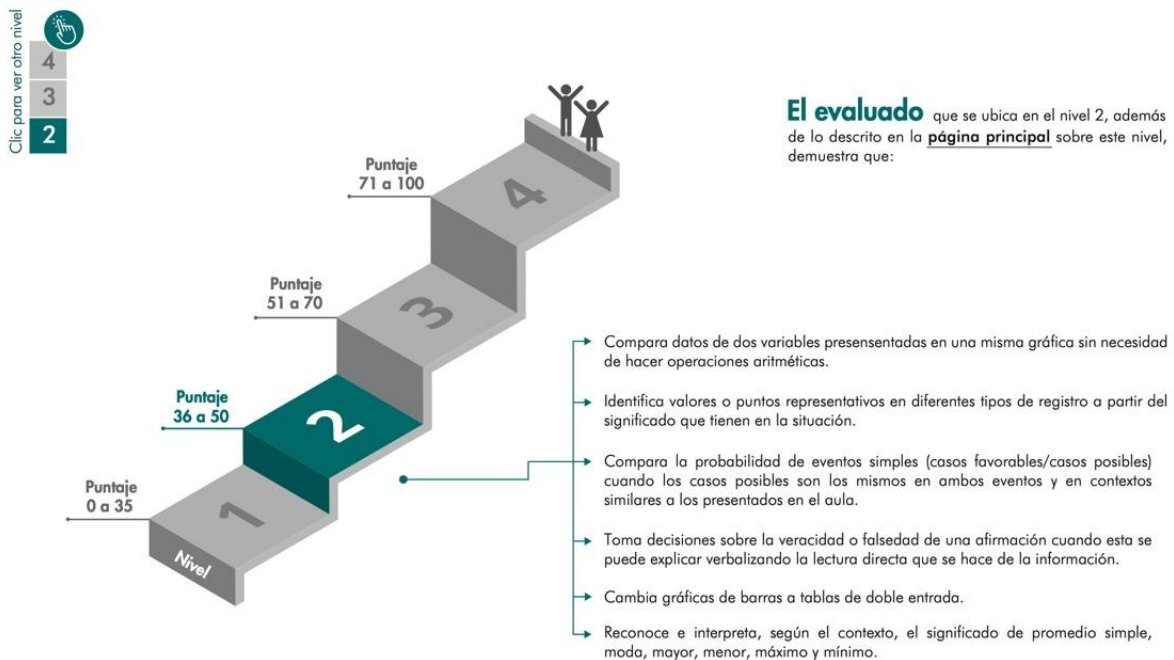 Clic para ver otro nivel
4
3
2
El evaluado que se ubica en el nivel 2, además
de lo descrito en la página principal sobre este nivel,
demuestra que:
Puntaje
71 a 100
4
Puntaje
51 a 70
3
Puntaje
36 a 50
2
Puntaje
0 a 35
1
Nivel
Compara datos de dos variables presensentadas en una misma gráfica sin necesidad
de hacer operaciones aritméticas.
Identifica valores o puntos representativos en diferentes tipos de registro a partir del
significado que tienen en la situación.
Compara la probabilidad de eventos simples (casos favorables/casos posibles)
cuando los casos posibles son los mismos en ambos eventos y en contextos
similares a los presentados en el aula.
Toma decisiones sobre la veracidad o falsedad de una afirmación cuando esta se
puede explicar verbalizando la lectura directa que se hace de la información.
Cambia gráficas de barras a tablas de doble entrada.
Reconoce e interpreta, según el contexto, el significado de promedio simple,
moda, mayor, menor, máximo y mínimo.